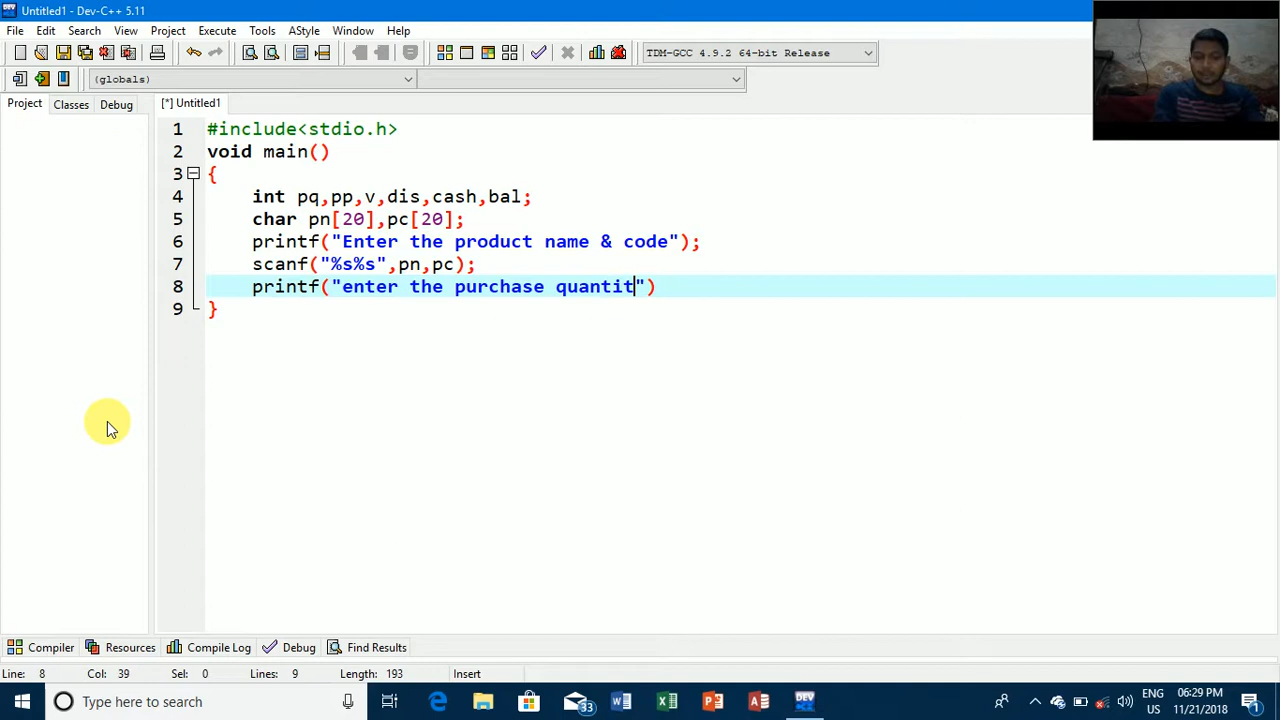 Untitled1 - Dev-C++ 5.11
File Edit Search View Project Execute Tools AStyle Window Help
TDM-GCC 4.9.2 64-bit Release
(globals)
Project Classes Debug [*] Untitled1
1 #include<stdio.h>
2 void main()
3 {
4 int pq,pp,v,dis,cash,bal;
5 char pn[20],pc[20];
6 printf("Enter the product name & code");
7 scanf("%s%s",pn,pc);
8 printf("enter the purchase quantit")
9 }
Compiler Resources Compile Log Debug Find Results
Line: 8 Col: 39 Sel: 0 Lines: 9 Length: 193 Insert
Type here to search 33 DEV ENG US 06:29 PM 11/21/2018 1